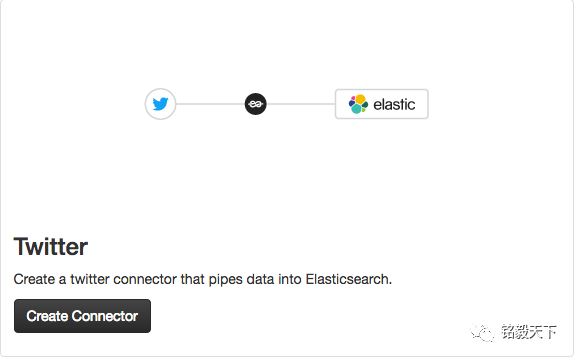 elastic
Twitter
Create a twitter connector that pipes data into Elasticsearch.
Create Connector
铭毅天下